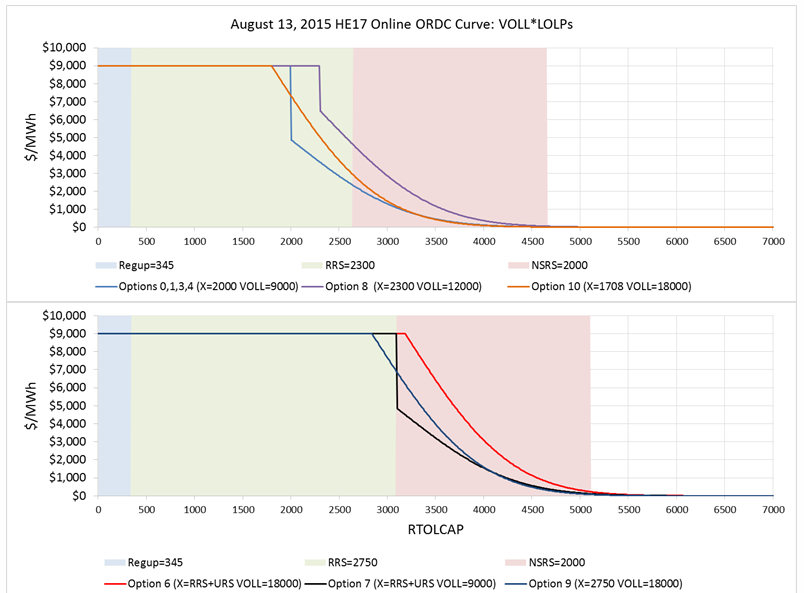 August 13, 2015 HE17 Online ORDC Curve: VOLL*LOLPs
$10,000
$9,000
$8,000
$7,000
$6,000
$5,000
$4,000
$3,000
$2,000
$1,000
$0
$/MWh
0 500 1000 1500 2000 2500 3000 3500 4000 4500 5000 5500 6000 6500 7000
Regup=345 RRS=2300 NSRS=2000
Options 0,1,3,4 (X=2000 VOLL=9000) Option 8 (X=2300 VOLL=12000) Option 10 (X=1708 VOLL=18000)
$10,000
$9,000
$8,000
$7,000
$6,000
$5,000
$4,000
$3,000
$2,000
$1,000
$0
$/MWh
0 500 1000 1500 2000 2500 3000 3500 4000 4500 5000 5500 6000 6500 7000
RTOLCAP
Regup=345 RRS=2750 NSRS=2000
Option 6 (X=RRS+URS VOLL=18000) Option 7 (X=RRS+URS VOLL=9000) Option 9 (X=2750 VOLL=18000)